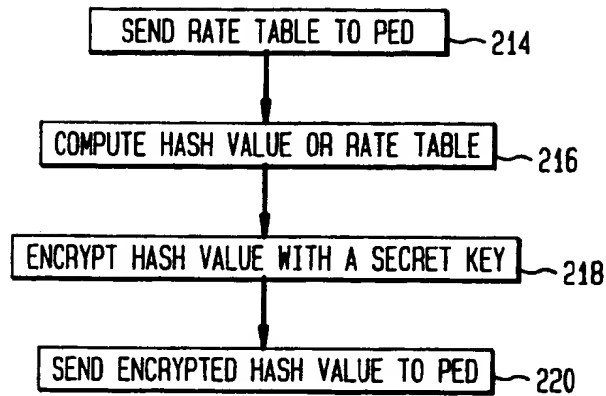 SEND RATE TABLE TO PED 214
COMPUTE HASH VALUE OR RATE TABLE 216
ENCRYPT HASH VALUE WITH A SECRET KEY 218
SEND ENCRYPTED HASH VALUE TO PED 220